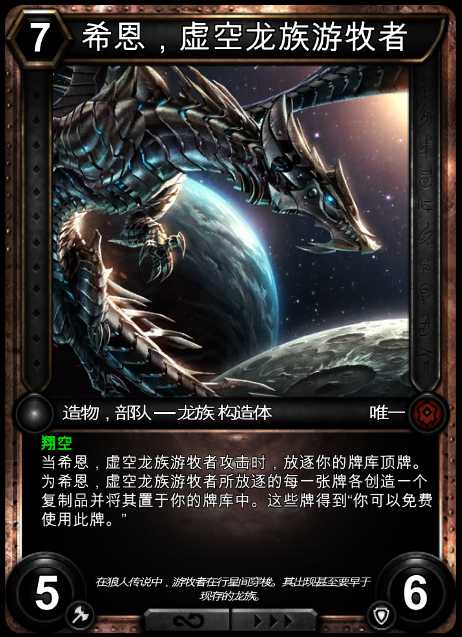 7
希恩，虚空龙族游牧者
造物，部队 — 龙族 构造体
唯一
翔空
当希恩，虚空龙族游牧者攻击时，放逐你的牌库顶牌。
为希恩，虚空龙族游牧者所放逐的每一张牌各创造一个
复制品并将其置于你的牌库中。这些牌得到“你可以免费
使用此牌。”
5
在狼人传说中，游牧者在行星间穿梭。其出现甚至要早于
现存的龙族。
6